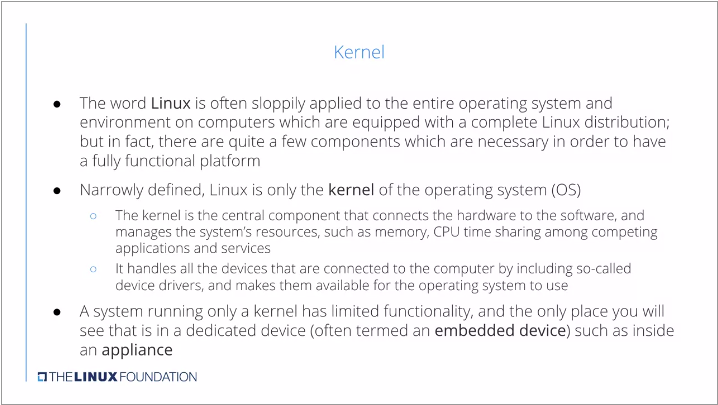 Kernel
● The word Linux is often sloppily applied to the entire operating system and
environment on computers which are equipped with a complete Linux distribution;
but in fact, there are quite a few components which are necessary in order to have
a fully functional platform
● Narrowly defined, Linux is only the kernel of the operating system (OS)
○ The kernel is the central component that connects the hardware to the software, and
manages the system's resources, such as memory, CPU time sharing among competing
applications and services
○ It handles all the devices that are connected to the computer by including so-called
device drivers, and makes them available for the operating system to use
● A system running only a kernel has limited functionality, and the only place you will
see that is in a dedicated device (often termed an embedded device) such as inside
an appliance
THE LINUX FOUNDATION